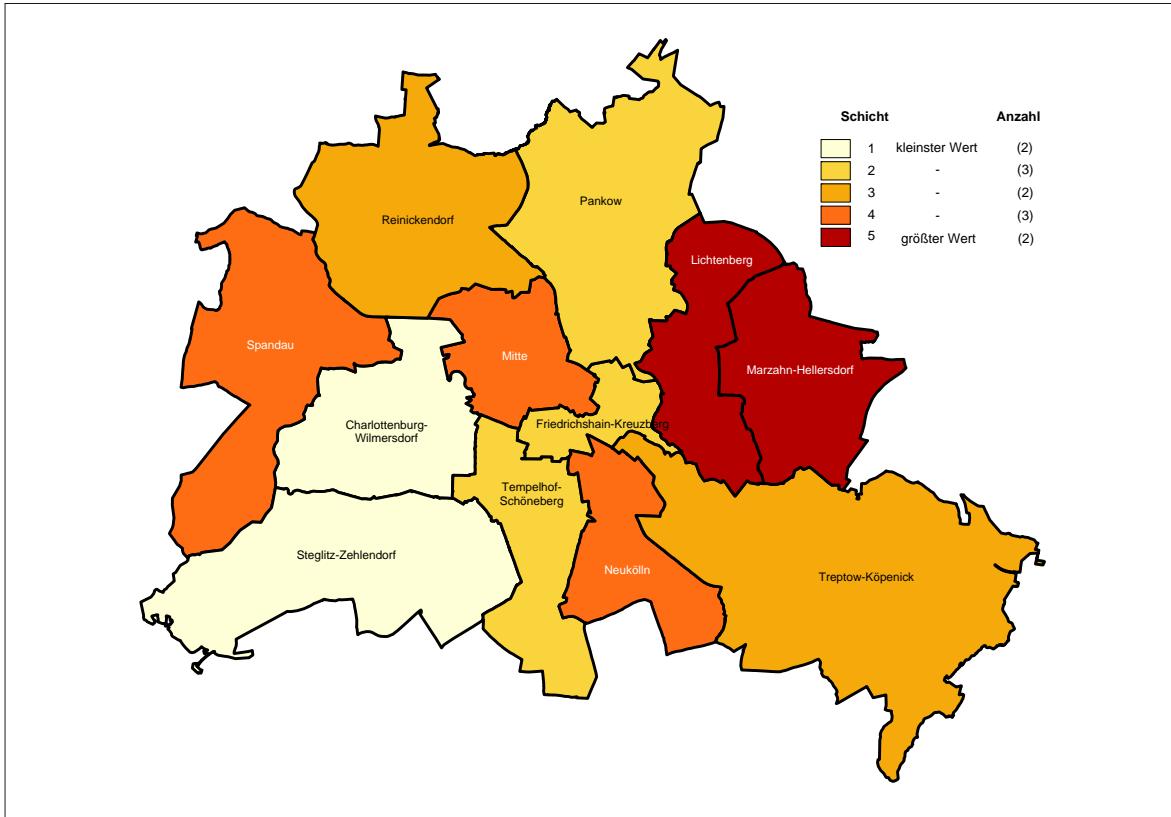 Schicht Anzahl
1 kleinster Wert (2)
2 - (3)
3 - (2)
4 - (3)
5 größter Wert (2)
Pankow
Reinickendorf
Lichtenberg
Spandau
Mitte
Marzahn-Hellersdorf
Charlottenburg-
Wilmersdorf
Friedrichshain-Kreuzberg
Tempelhof-
Schöneberg
Steglitz-Zehlendorf
Neukölln
Treptow-Köpenick